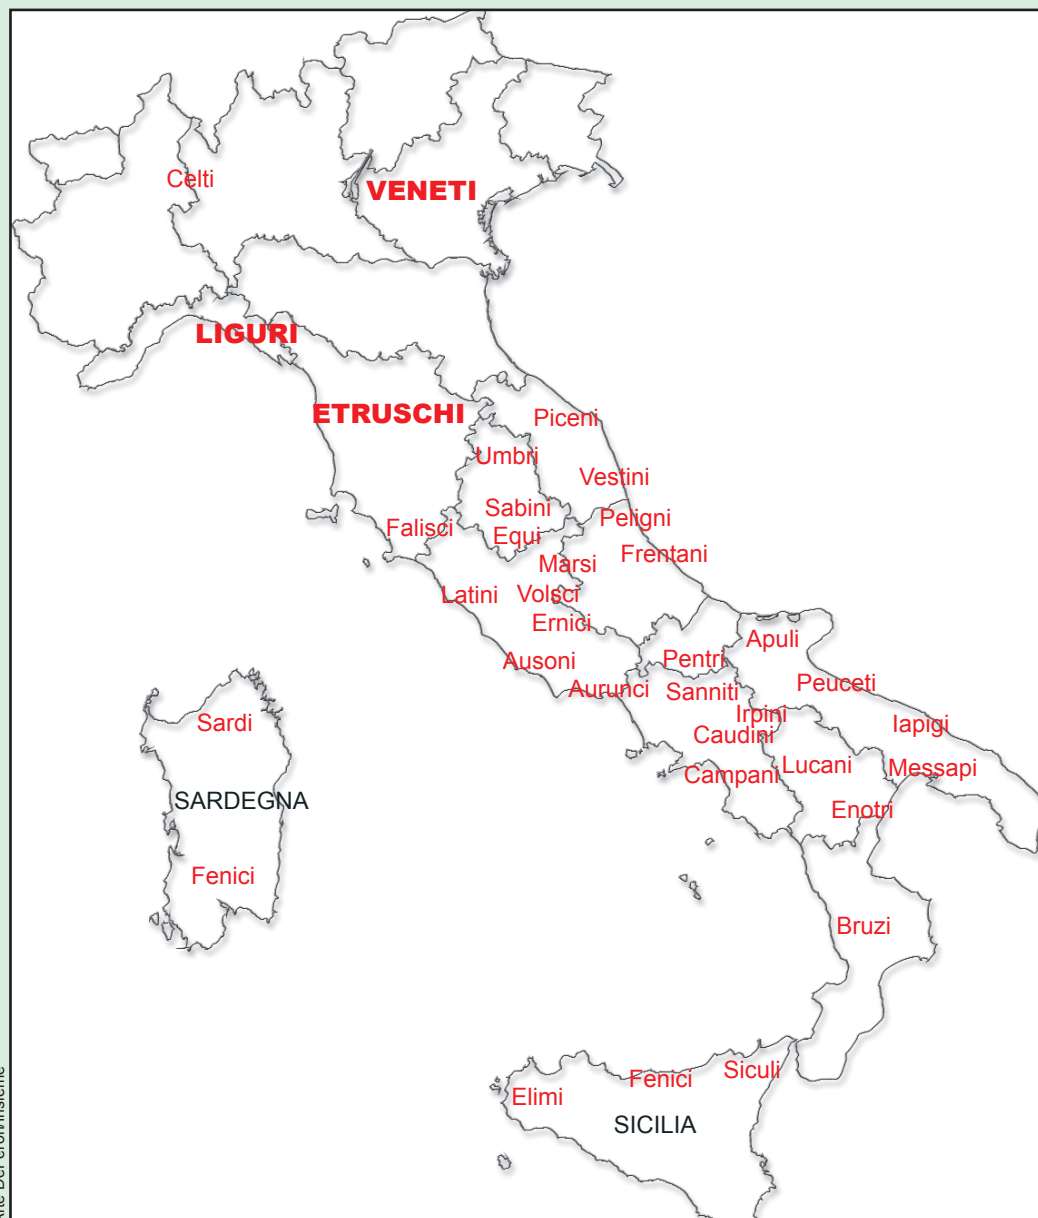 Celti
VENETI
LIGURI
ETRUSCHI
Piceni
Umbri
Vestini
Sabini
Peligni
Falisci
Equi
Frentani
Marsi
Latini
Volsci
Ernici
Apuli
Ausoni
Pentri
Aurunci
Sanniti
Peuceti
Irpini
Iapigi
Sardi
Caudini
Lucani
Messapi
Campani
SARDEGNA
Enotri
Fenici
Bruzi
Siculi
Fenici
Elimi
SICILIA